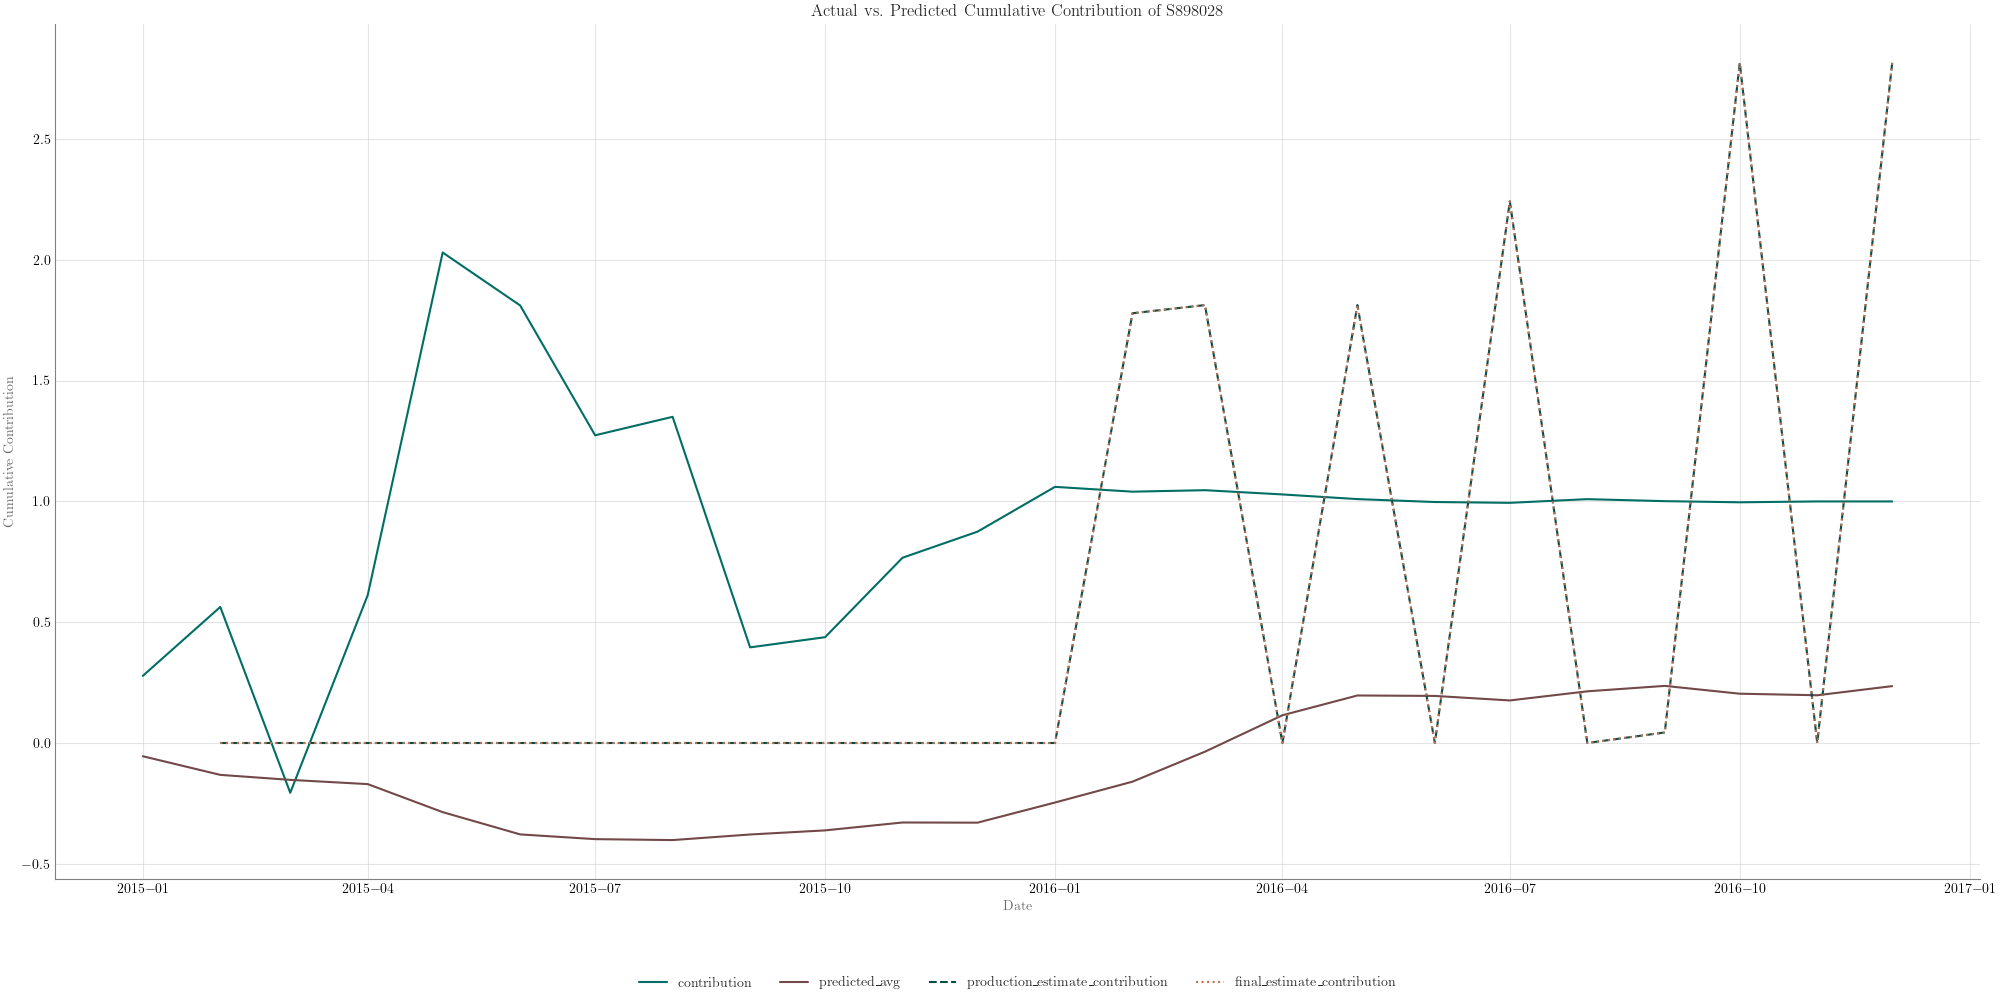 Actual vs. Predicted Cumulative Contribution of S898028
Cumulative Contribution
2.5
2.0
1.5
1.0
0.5
0.0
−0.5
2015−01
2015−04
2015−07
2015−10
2016−01
2016−04
2016−07
2016−10
2017−01
Date
contribution
predicted_avg
production_estimate_contribution
final_estimate_contribution